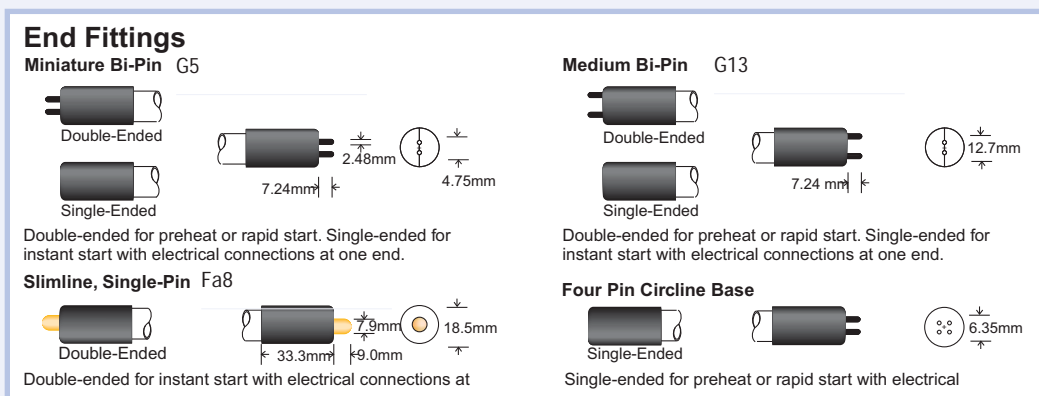 End Fittings
Miniature Bi-Pin G5
Double-Ended
2.48mm
4.75mm
7.24mm
Single-Ended
Double-ended for preheat or rapid start. Single-ended for
instant start with electrical connections at one end.
Medium Bi-Pin G13
Double-Ended
12.7mm
7.24 mm
Single-Ended
Double-ended for preheat or rapid start. Single-ended for
instant start with electrical connections at one end.
Slimline, Single-Pin Fa8
7.9mm
18.5mm
Double-Ended
33.3mm
9.0mm
Double-ended for instant start with electrical connections at
Four Pin Circline Base
6.35mm
Single-Ended
Single-ended for preheat or rapid start with electrical